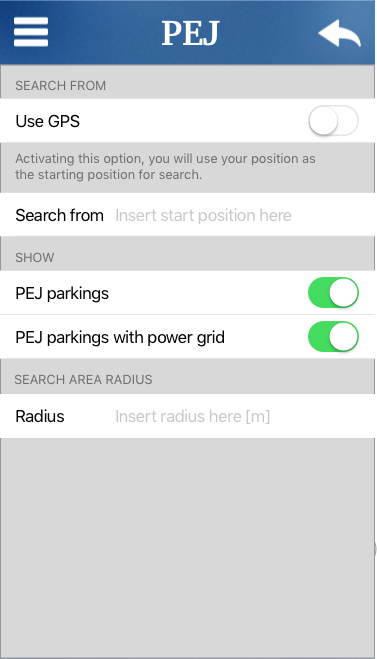 PEJ
SEARCH FROM
Use GPS
Activating this option, you will use your position as
the starting position for search.
Search from Insert start position here
SHOW
PEJ parkings
PEJ parkings with power grid
SEARCH AREA RADIUS
Radius Insert radius here [m]